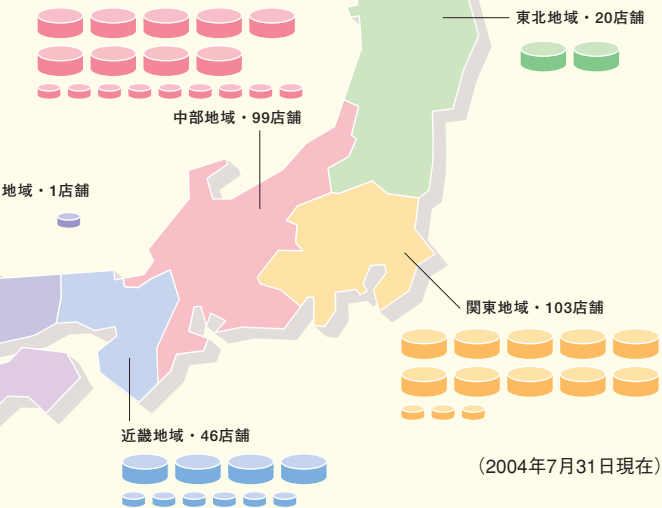 東北地域・20店舗
中部地域・99店舗
地域・1店舗
関東地域・103店舗
近畿地域・46店舗
（2004年7月31日現在）